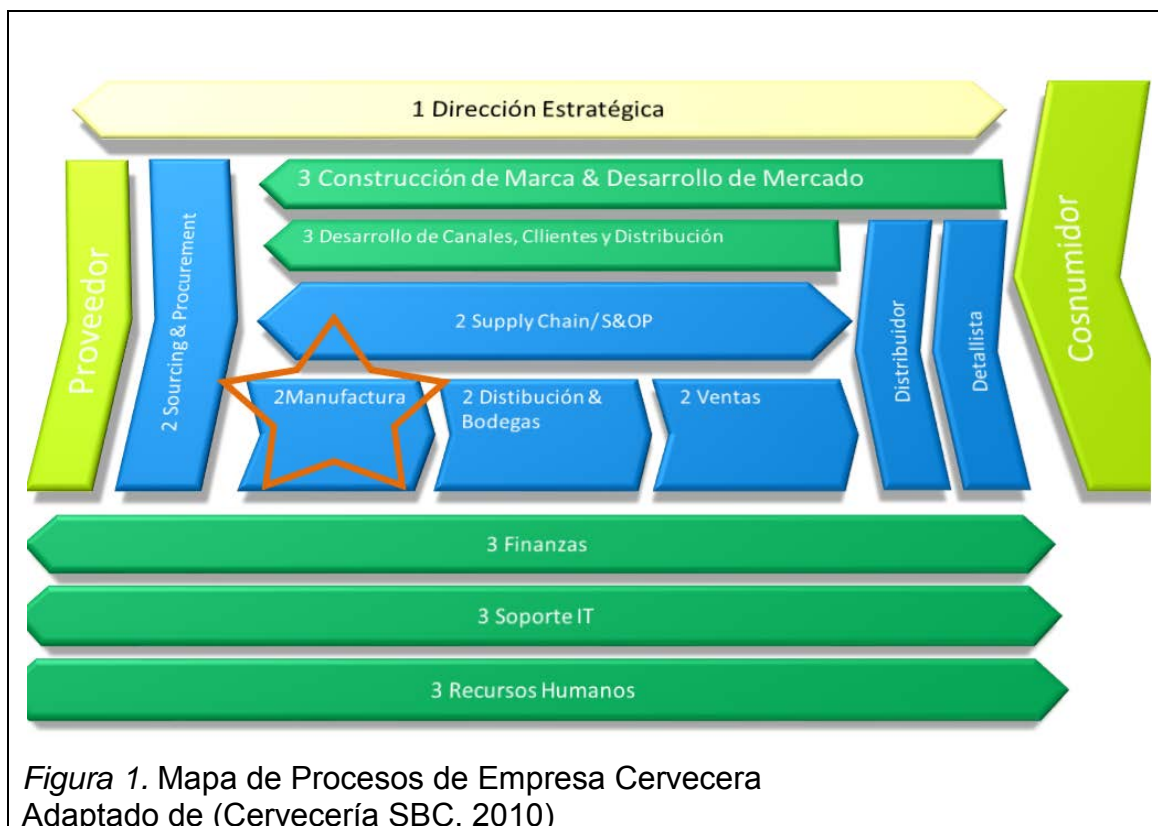 1 Dirección Estratégica
3 Construcción de Marca & Desarrollo de Mercado
3 Desarrollo de Canales, Cllientes y Distribución
Proveedor
2 Sourcing & Procurement
2 Supply Chain/ S&OP
2Manufactura
2 Distibución &
Bodegas
2 Ventas
Distribuidor
Detallista
Cosnumidor
3 Finanzas
3 Soporte IT
3 Recursos Humanos
Figura 1. Mapa de Procesos de Empresa Cervecera
Adaptado de (Cervecería SBC, 2010)